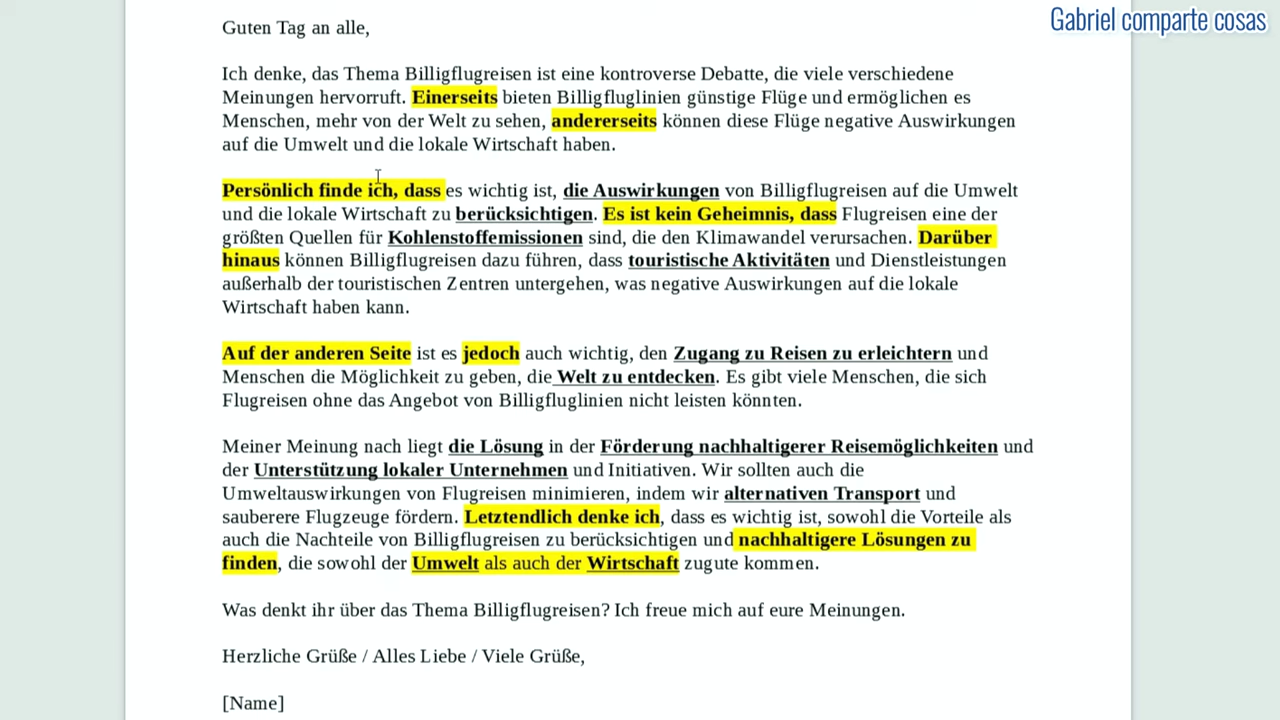 Gabriel comparte cosas
Guten Tag an alle,
Ich denke, das Thema Billigflugreisen ist eine kontroverse Debatte, die viele verschiedene
Meinungen hervorruft. Einerseits bieten Billigfluglinien günstige Flüge und ermöglichen es
Menschen, mehr von der Welt zu sehen, andererseits können diese Flüge negative Auswirkungen
auf die Umwelt und die lokale Wirtschaft haben.
Persönlich finde ich, dass es wichtig ist, die Auswirkungen von Billigflugreisen auf die Umwelt
und die lokale Wirtschaft zu berücksichtigen. Es ist kein Geheimnis, dass Flugreisen eine der
größten Quellen für Kohlenstoffemissionen sind, die den Klimawandel verursachen. Darüber
hinaus können Billigflugreisen dazu führen, dass touristische Aktivitäten und Dienstleistungen
außerhalb der touristischen Zentren untergehen, was negative Auswirkungen auf die lokale
Wirtschaft haben kann.
Auf der anderen Seite ist es jedoch auch wichtig, den Zugang zu Reisen zu erleichtern und
Menschen die Möglichkeit zu geben, die Welt zu entdecken. Es gibt viele Menschen, die sich
Flugreisen ohne das Angebot von Billigfluglinien nicht leisten könnten.
Meiner Meinung nach liegt die Lösung in der Förderung nachhaltigerer Reisemöglichkeiten und
der Unterstützung lokaler Unternehmen und Initiativen. Wir sollten auch die
Umweltauswirkungen von Flugreisen minimieren, indem wir alternativen Transport und
sauberere Flugzeuge fördern. Letztendlich denke ich, dass es wichtig ist, sowohl die Vorteile als
auch die Nachteile von Billigflugreisen zu berücksichtigen und nachhaltigere Lösungen zu
finden, die sowohl der Umwelt als auch der Wirtschaft zugute kommen.
Was denkt ihr über das Thema Billigflugreisen? Ich freue mich auf eure Meinungen.
Herzliche Grüße / Alles Liebe / Viele Grüße,
[Name]